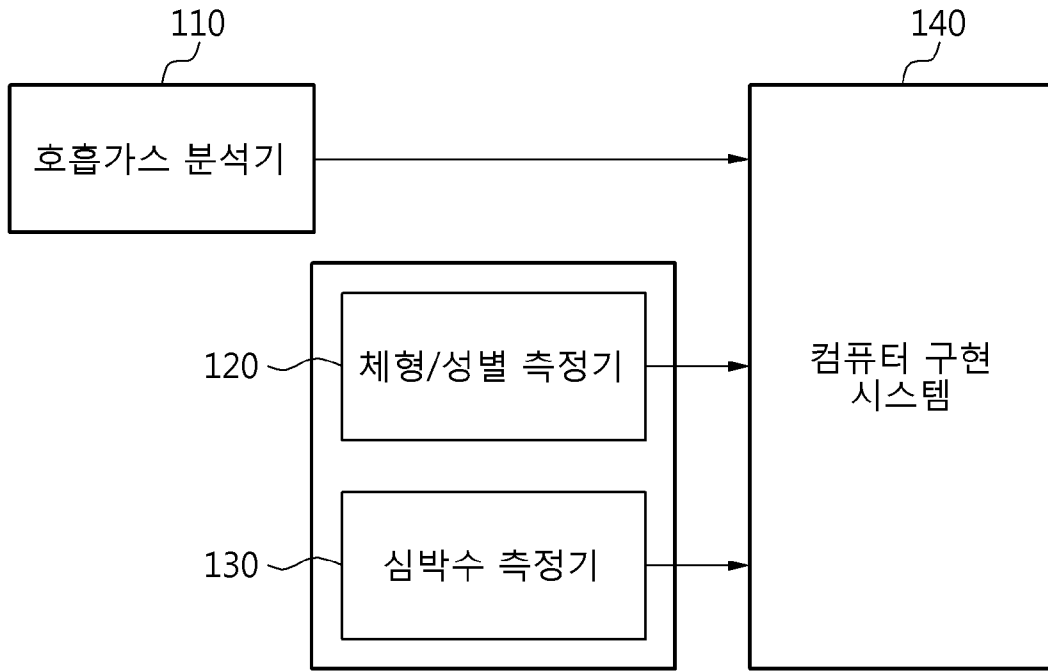 110
140
호흡가스 분석기
120
체형/성별 측정기
컴퓨터 구현
시스템
130
심박수 측정기